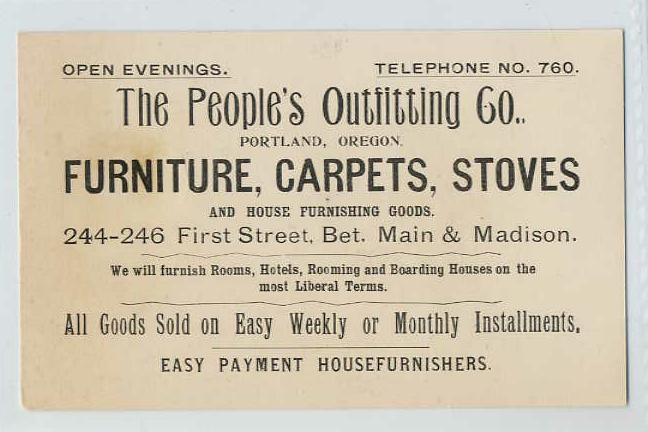 OPEN EVENINGS. TELEPHONE NO. 760.
The People's Outfitting Co.,
PORTLAND, OREGON.
FURNITURE, CARPETS, STOVES
AND HOUSE FURNISHING GOODS.
244-246 First Street, Bet. Main & Madison.
We will furnish Rooms, Hotels, Rooming and Boarding Houses on the
most Liberal Terms.
All Goods Sold on Easy Weekly or Monthly Installments.
EASY PAYMENT HOUSEFURNISHERS.